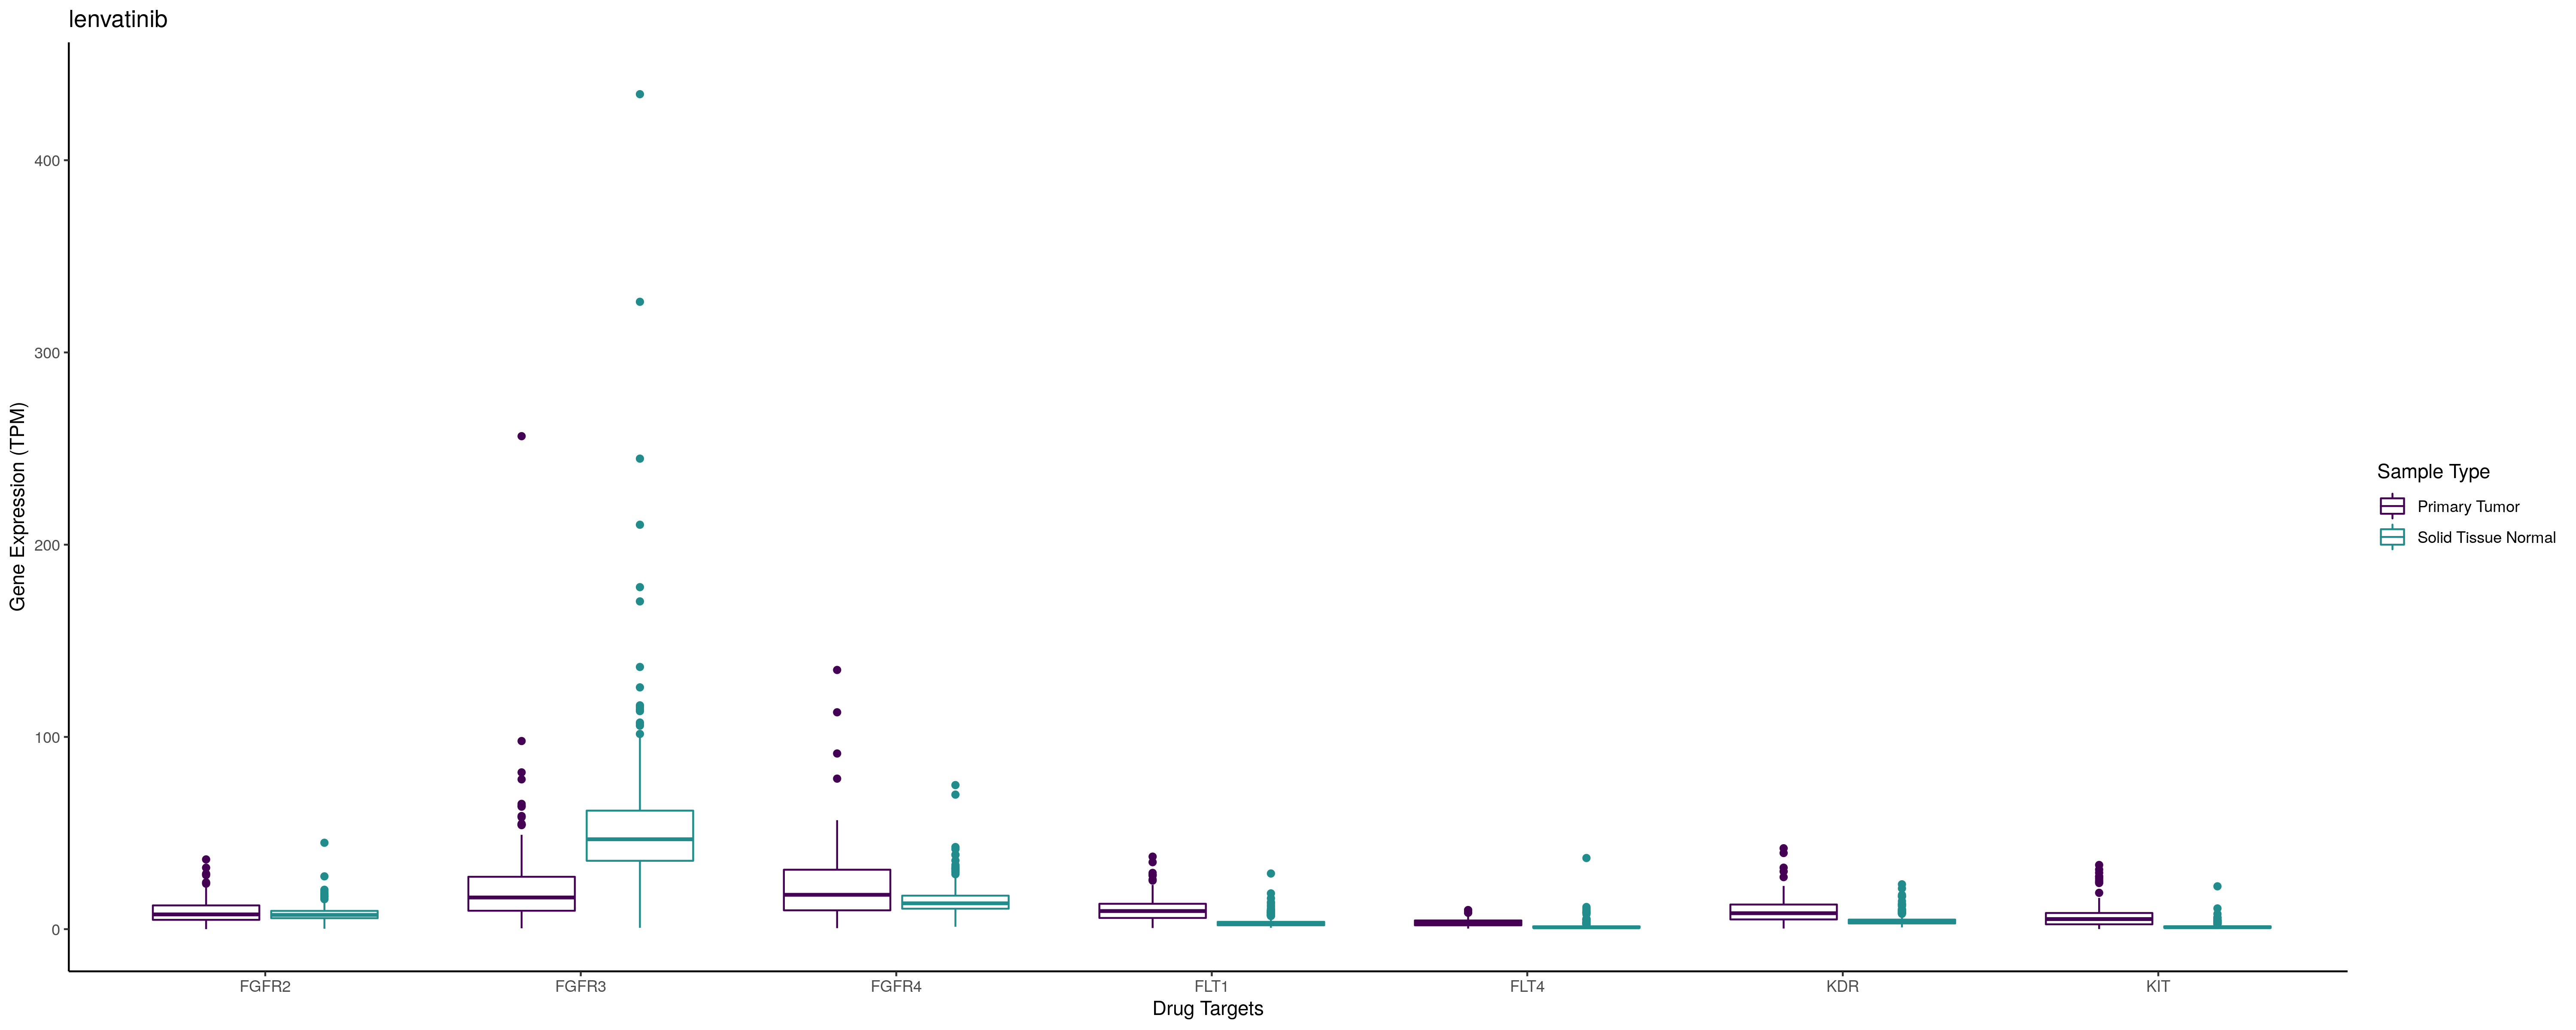 lenvatinib
Gene Expression (TPM)
400
300
200
100
0
FGFR2
FGFR3
FGFR4
FLT1
FLT4
KDR
KIT
Drug Targets
Sample Type
Primary Tumor
Solid Tissue Normal